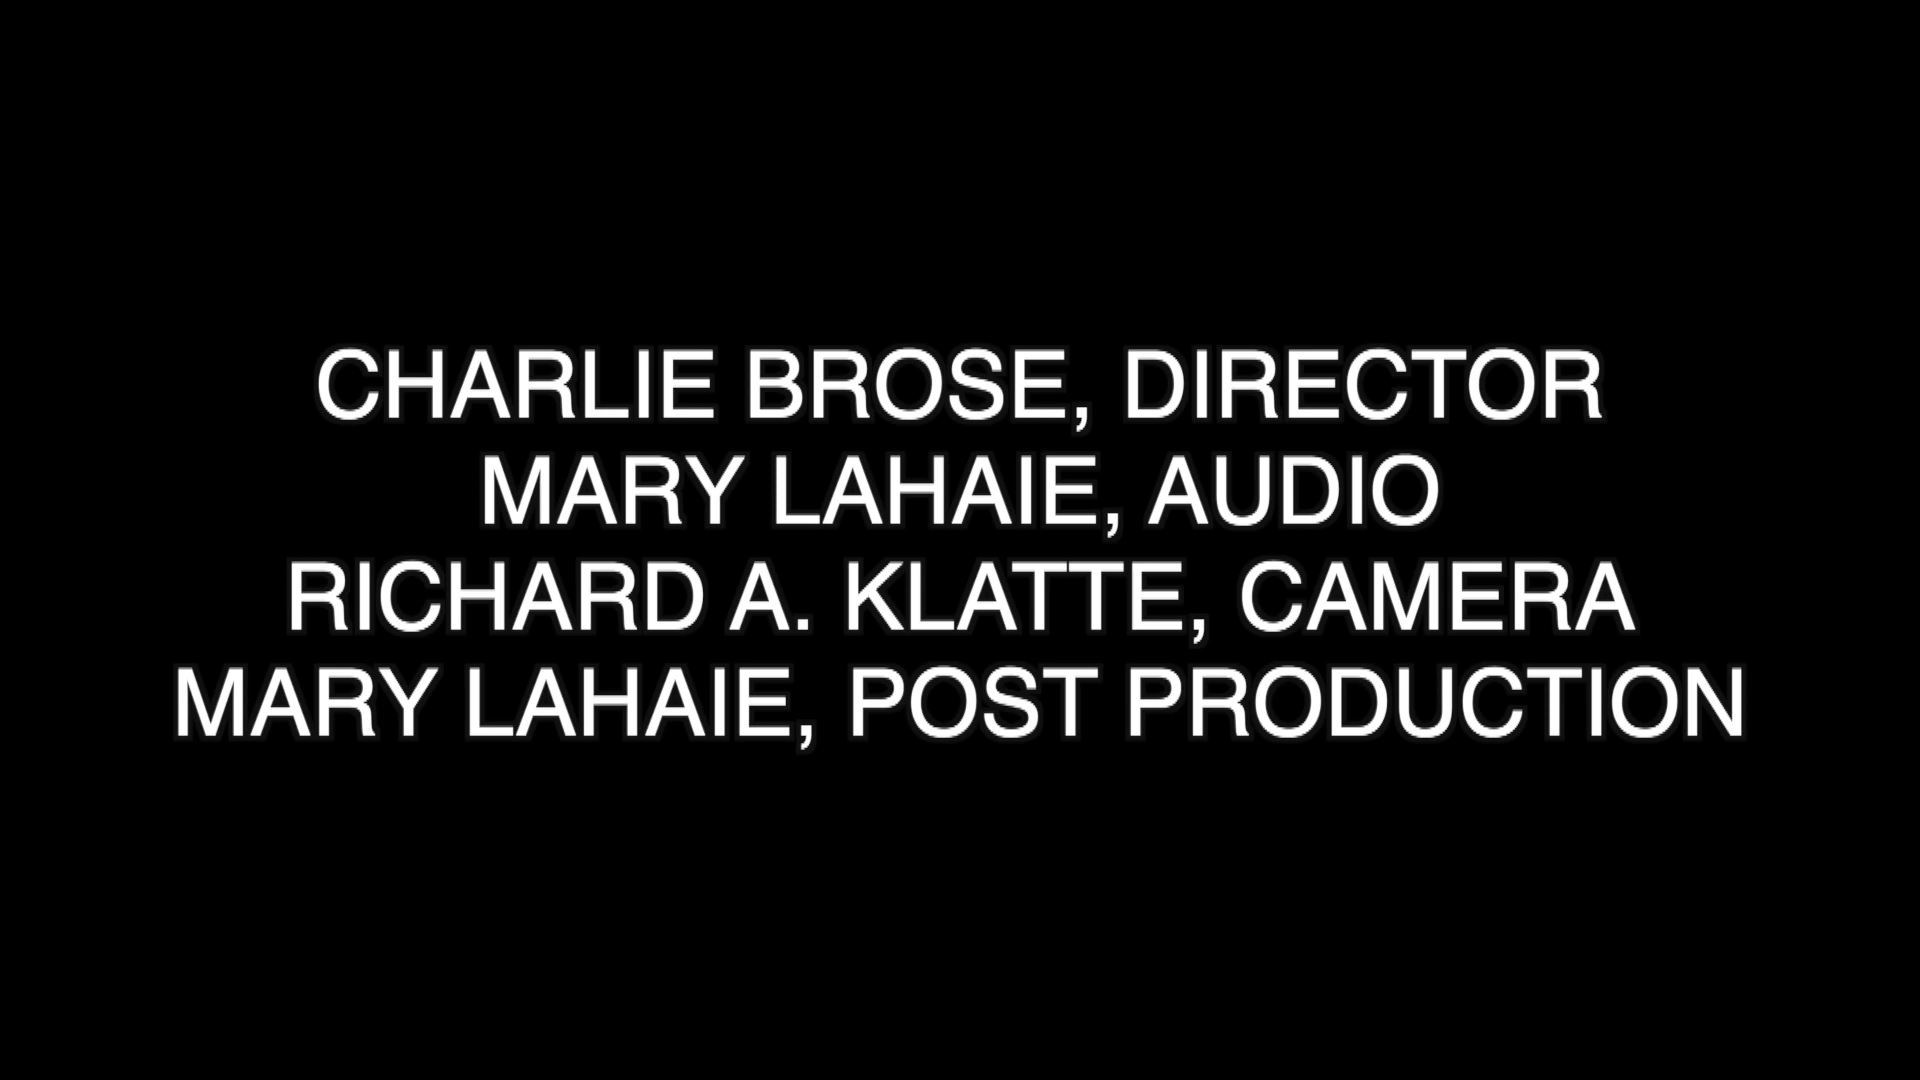 CHARLIE BROSE, DIRECTOR
MARY LAHAIE, AUDIO
RICHARD A. KLATTE, CAMERA
MARY LAHAIE, POST PRODUCTION